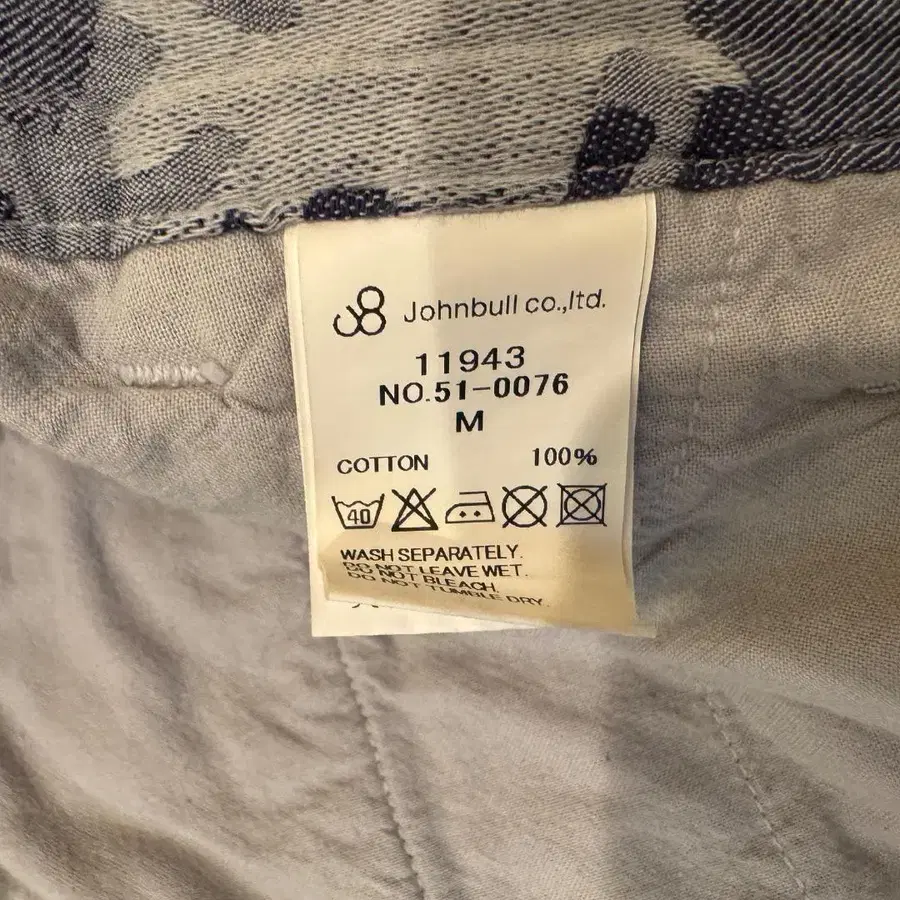 Johnbull co.,ltd.
11943
NO.51-0076
M
COTTON 100%
40
WASH SEPARATELY.
DO NOT LEAVE WET.
DO NOT BLEACH.
DO NOT TUMBLE DRY.